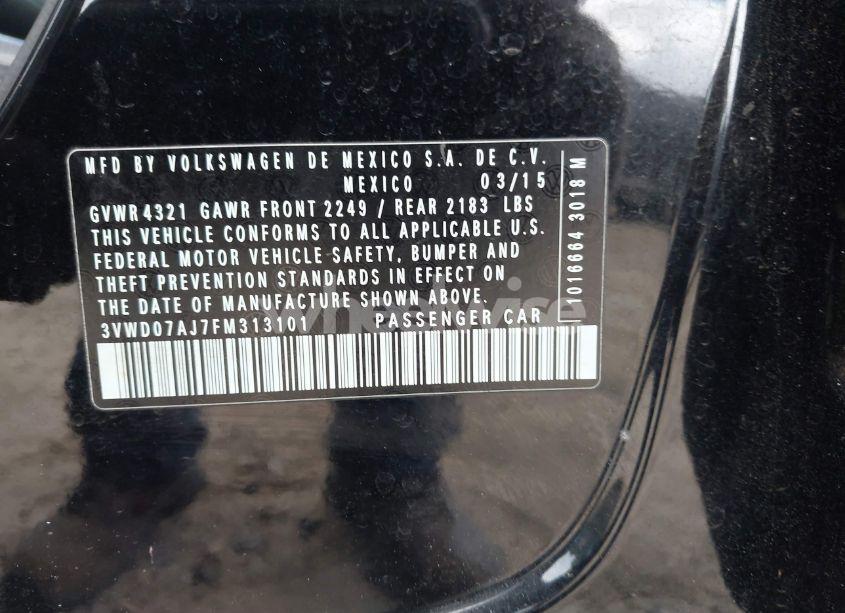 MFD BY VOLKSWAGEN DE MEXICO S.A. DE C.V.
MEXICO 03/15
GVWR 4321 GAWR FRONT 2249 / REAR 2183 LBS
THIS VEHICLE CONFORMS TO ALL APPLICABLE U.S.
FEDERAL MOTOR VEHICLE SAFETY, BUMPER AND
THEFT PREVENTION STANDARDS IN EFFECT ON
THE DATE OF MANUFACTURE SHOWN ABOVE.
3VWD07AJ7FM313101 PASSENGER CAR
1016664 3018 M
wheelwise